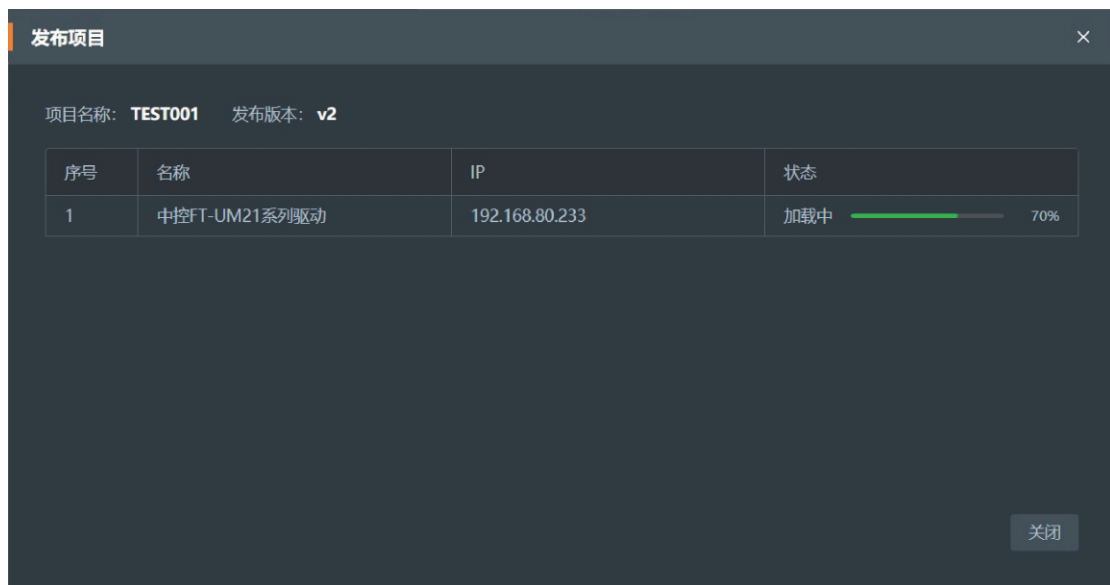 发布项目
项目名称: TEST001 发布版本: v2
序号 名称 IP 状态
1 中控FT-UM21系列驱动 192.168.80.233 加载中 70%
关闭